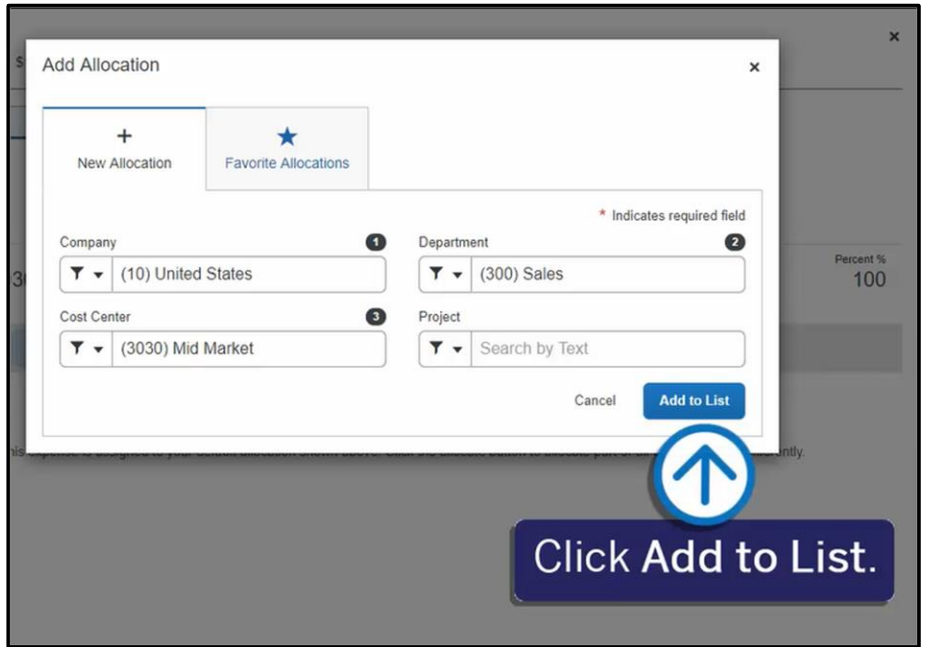 $
×
Add Allocation
×
+
★
New Allocation
Favorite Allocations
* Indicates required field
Company 1
Department 2
(10) United States
(300) Sales
Percent %
100
Cost Center 3
Project
(3030) Mid Market
Search by Text
Cancel
Add to List
Click Add to List.